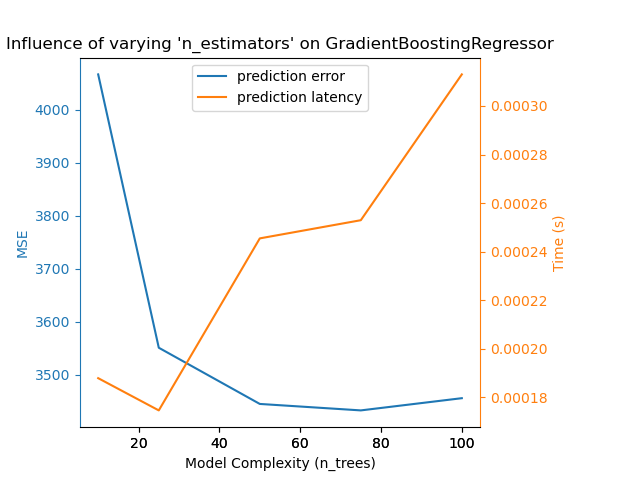 Influence of varying 'n_estimators' on GradientBoostingRegressor
prediction error
prediction latency
4000
3900
3800
3700
3600
3500
MSE
0.00030
0.00028
0.00026
0.00024
0.00022
0.00020
0.00018
Time (s)
20 40 60 80 100
Model Complexity (n_trees)